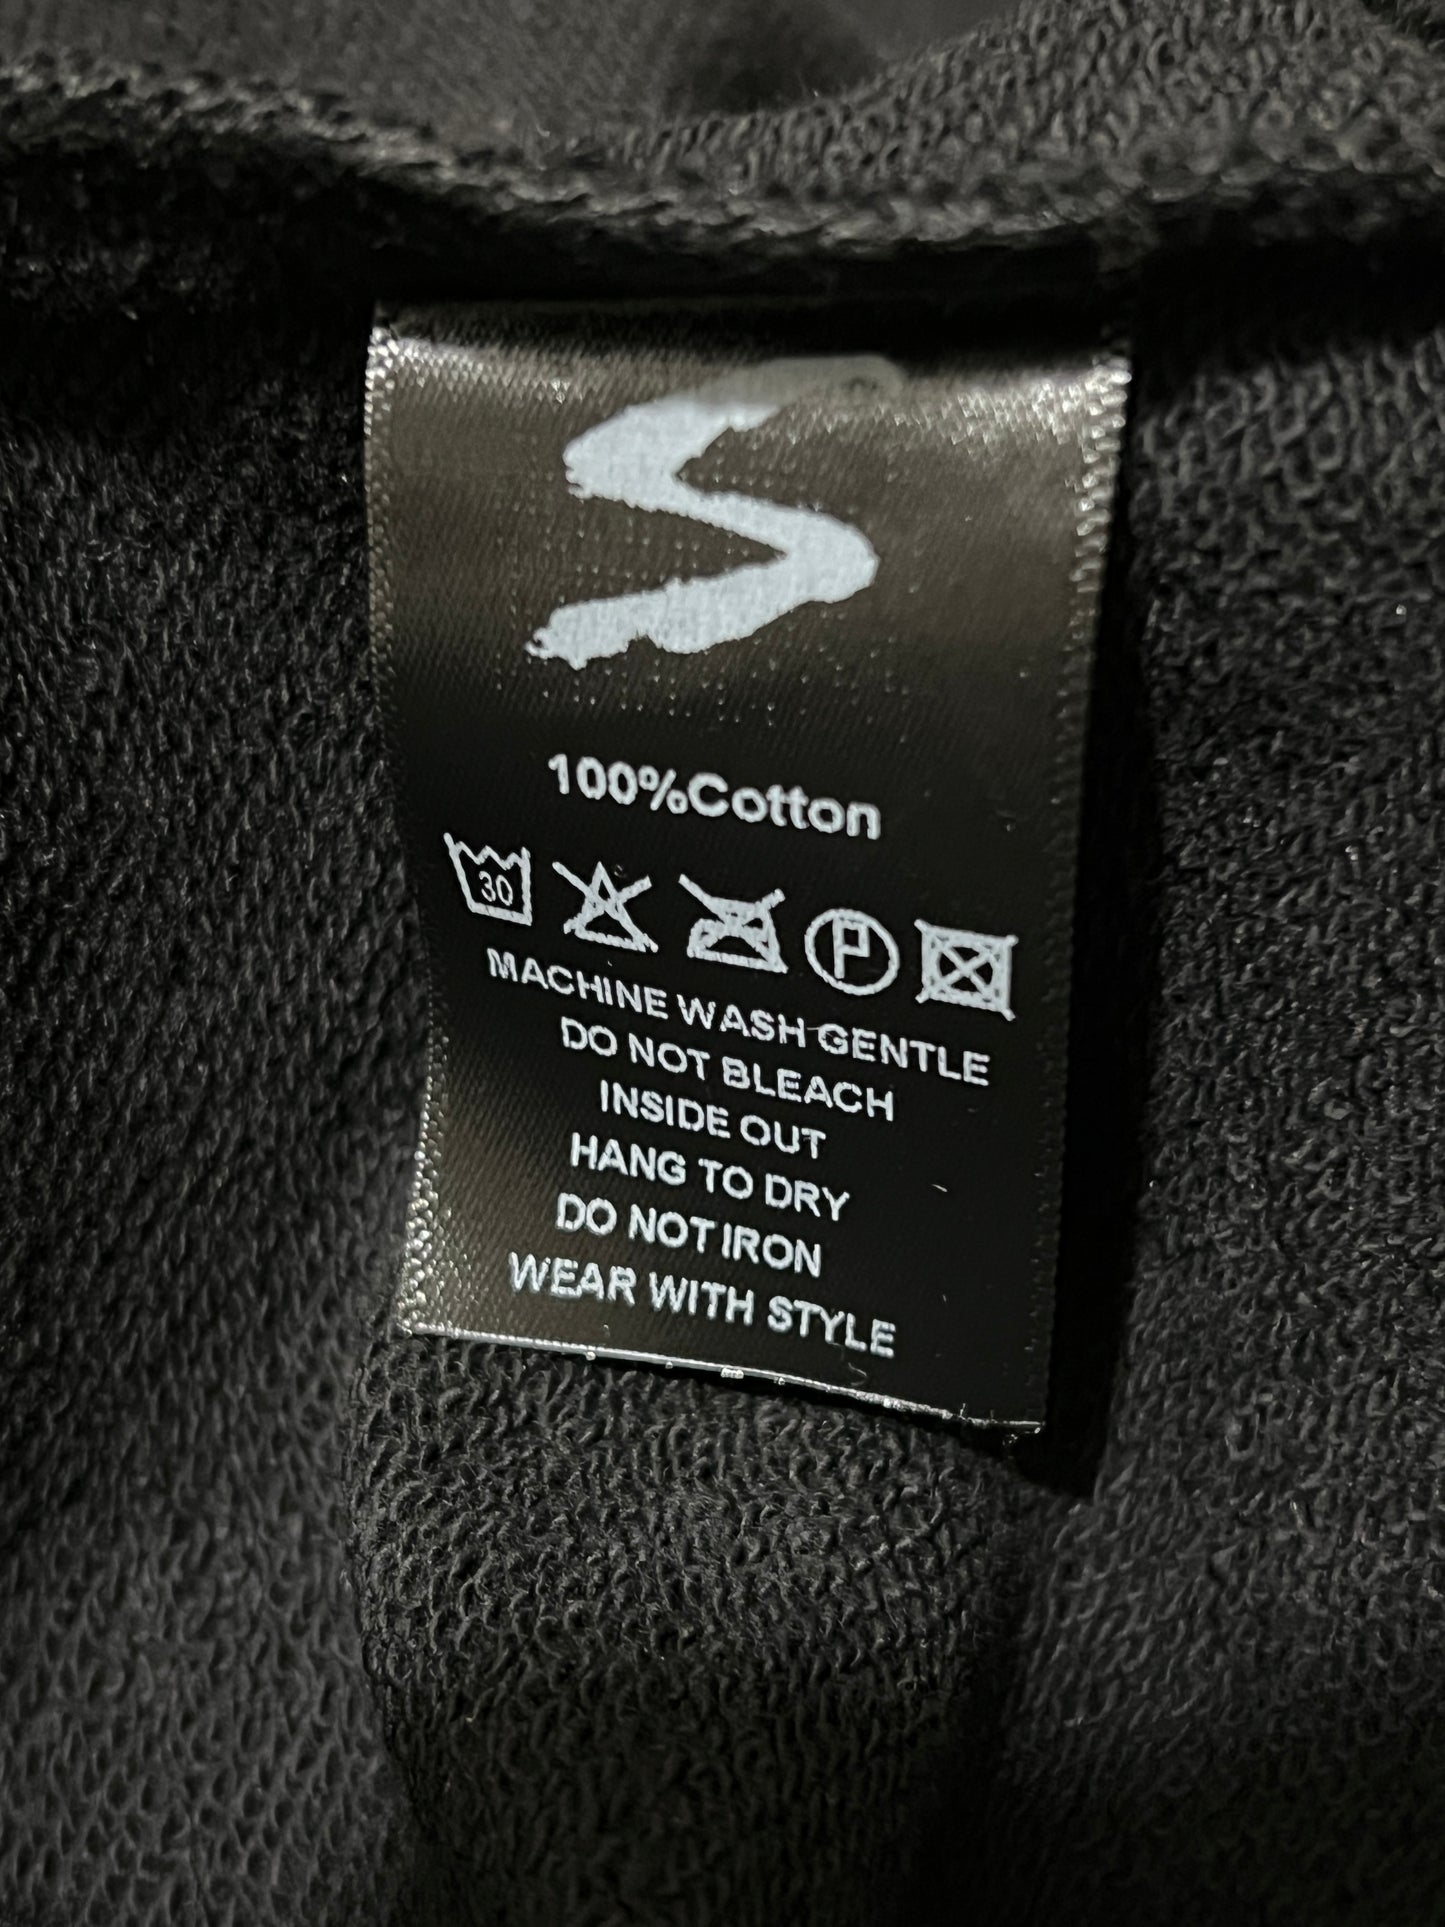 S
100%Cotton
30 P
MACHINE WASH GENTLE
DO NOT BLEACH
INSIDE OUT
HANG TO DRY
DO NOT IRON
WEAR WITH STYLE